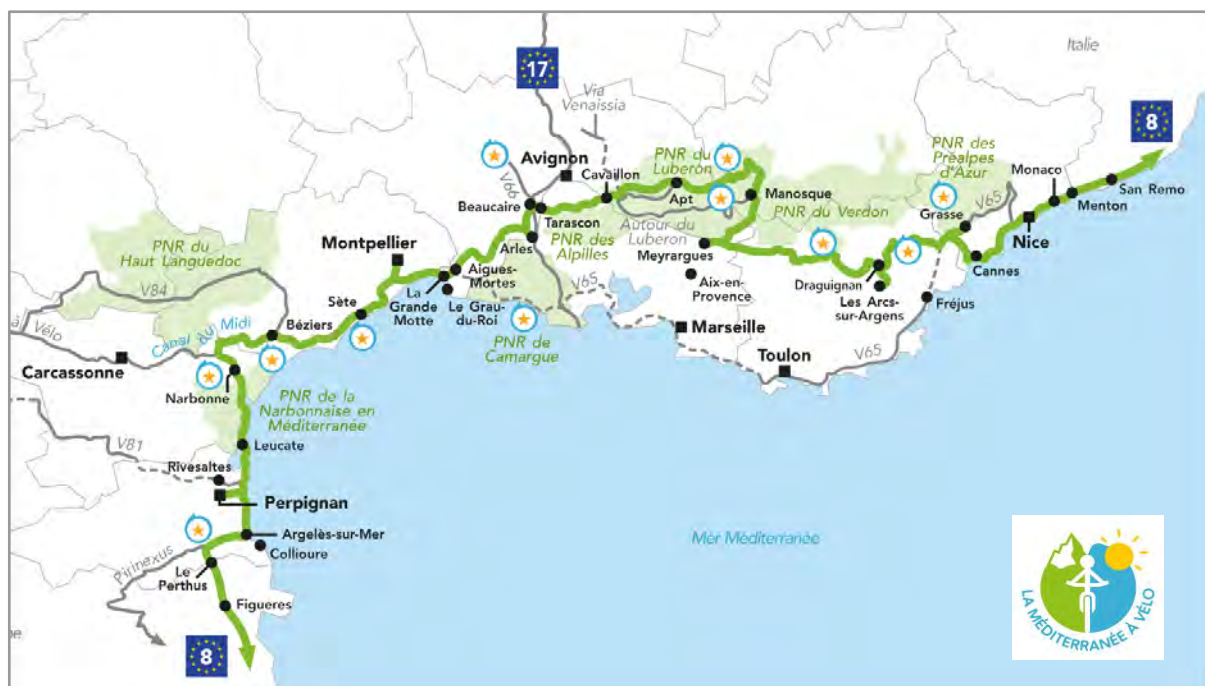 Italie
17
Via
Venaissia
8
PNR des
Préalpes
d'Azur
Avignon
PNR du
Luberon
Monaco
V66
Cavaillon
San Remo
Beaucaire
Apt
Manosque
Grasse
V65
Menton
Tarascon
PNR du Verdon
Nice
PNR du
Haut Languedoc
Montpellier
Arles
PNR des
Alpilles
Autour du
Luberon
Meyrargues
Cannes
Aigues-
Mortes
Draguignan
Aix-en-
Provence
V84
La
Grande
Motte
Le Grau-
du-Roi
V65
Les Arcs-
sur-Argens
Fréjus
Sète
à
Vélo
Canal du Midi
Béziers
Marseille
PNR de
Camargue
Toulon
V65
Carcassonne
Narbonne
PNR de la
Narbonnaise en
Méditerranée
V81
Leucate
Rivesaltes
Perpignan
Argelès-sur-Mer
Mer Méditerranée
Collioure
Pirinexus
Le
Perthus
Figueres
8
LA MÉDITERRANÉE À VÉLO